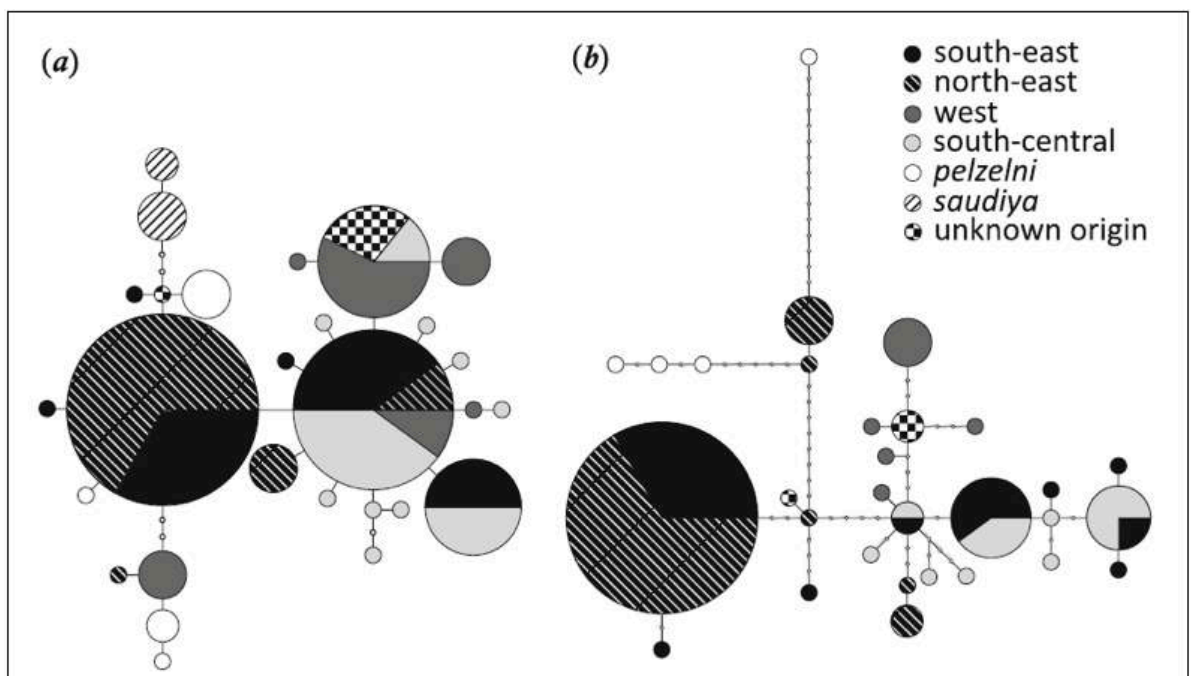 (a)
(b)
south-east
north-east
west
south-central
pelzelni
saudiya
unknown origin